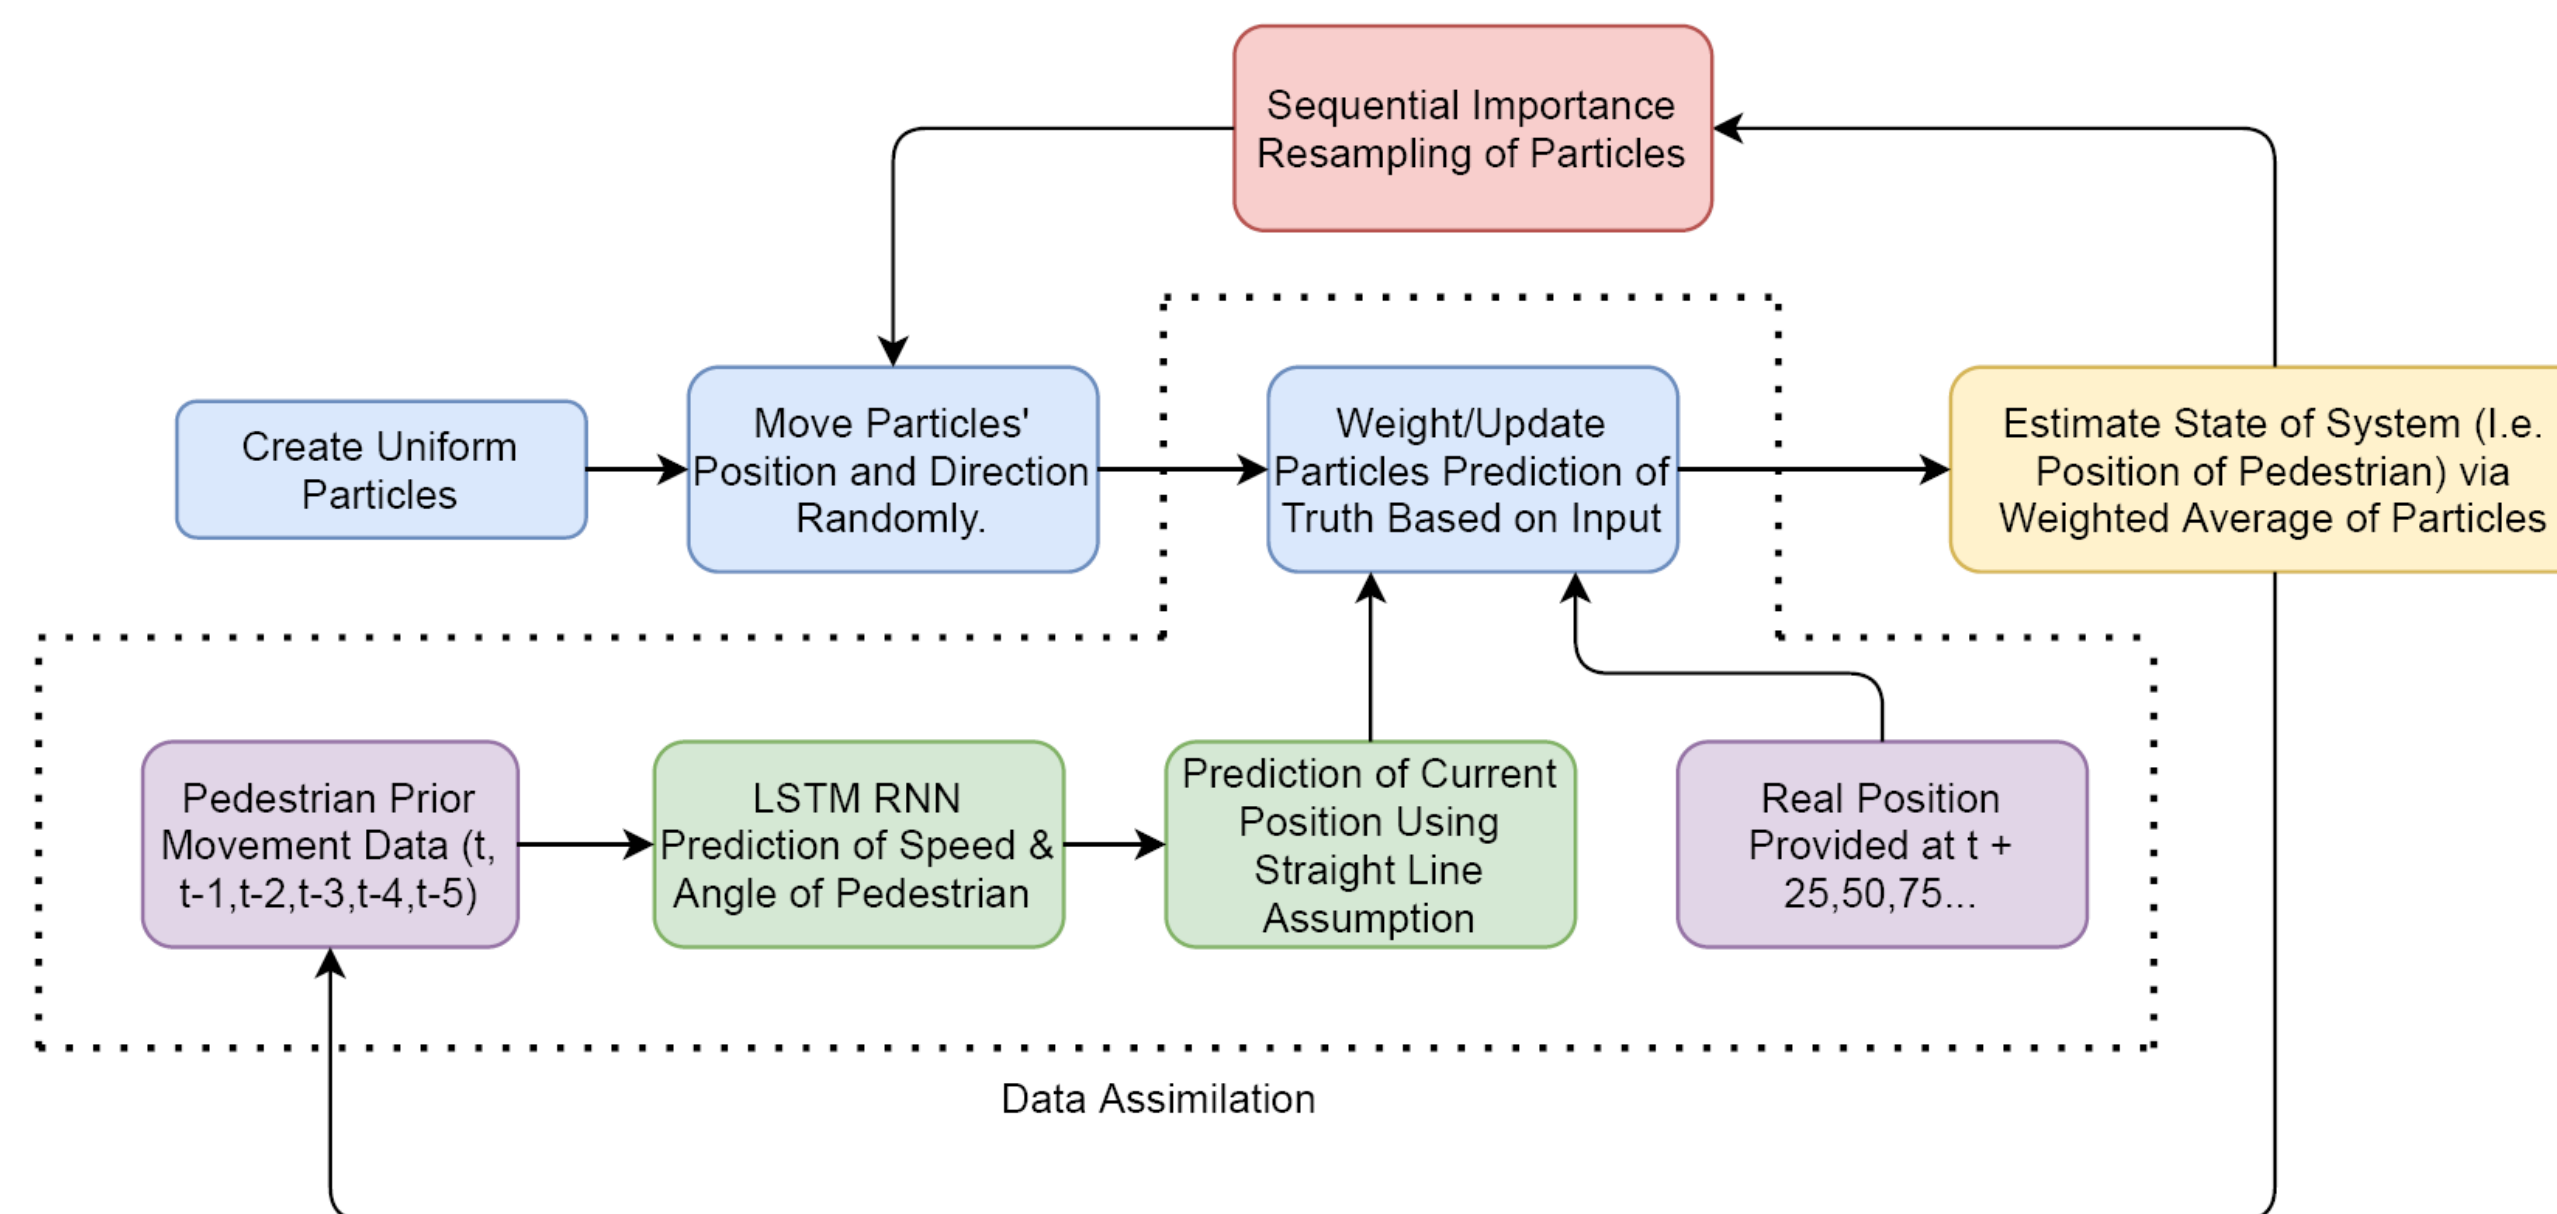 Sequential Importance
Resampling of Particles
Create Uniform
Particles
Move Particles'
Position and Direction
Randomly.
Weight/Update
Particles Prediction of
Truth Based on Input
Estimate State of System (I.e.
Position of Pedestrian) via
Weighted Average of Particles
Pedestrian Prior
Movement Data (t,
t-1,t-2,t-3,t-4,t-5)
LSTM RNN
Prediction of Speed &
Angle of Pedestrian
Prediction of Current
Position Using
Straight Line
Assumption
Real Position
Provided at t +
25,50,75...
Data Assimilation